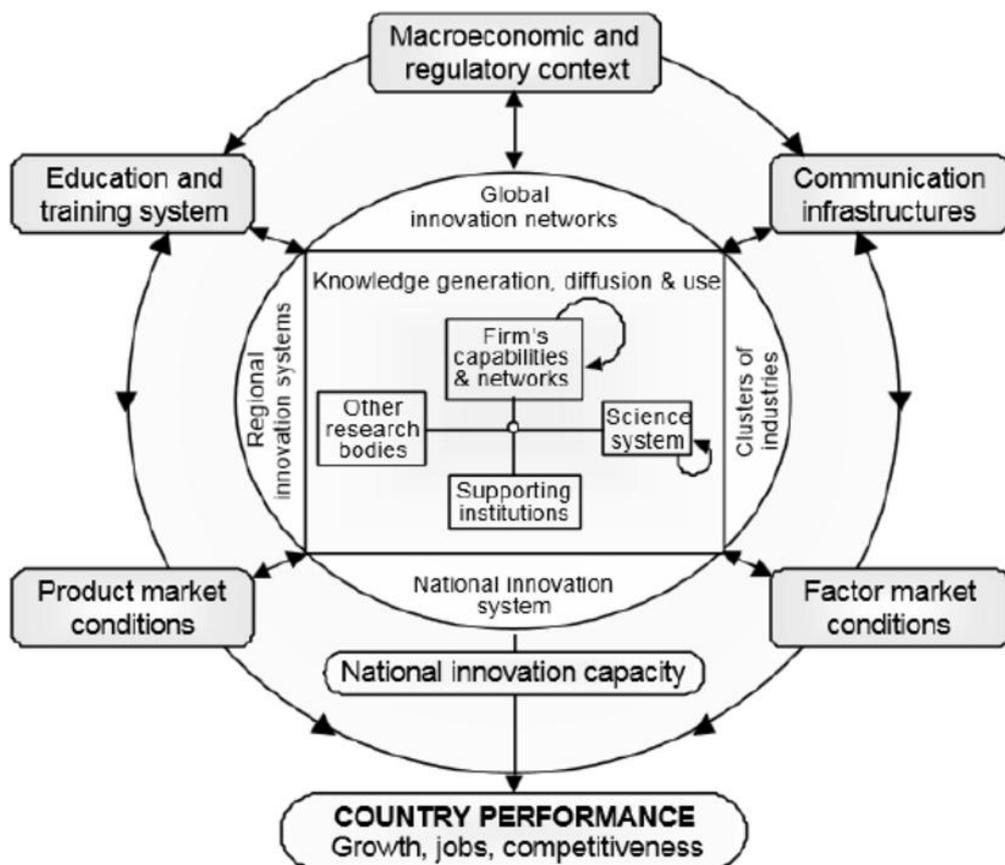 Macroeconomic and
regulatory context
Education and
training system
Communication
infrastructures
Global
innovation networks
Knowledge generation, diffusion & use
Regional
innovation systems
Clusters of
industries
Firm's
capabilities
& networks
Other
research
bodies
Science
system
Supporting
institutions
Product market
conditions
National innovation
system
Factor market
conditions
National innovation capacity
COUNTRY PERFORMANCE
Growth, jobs, competitiveness